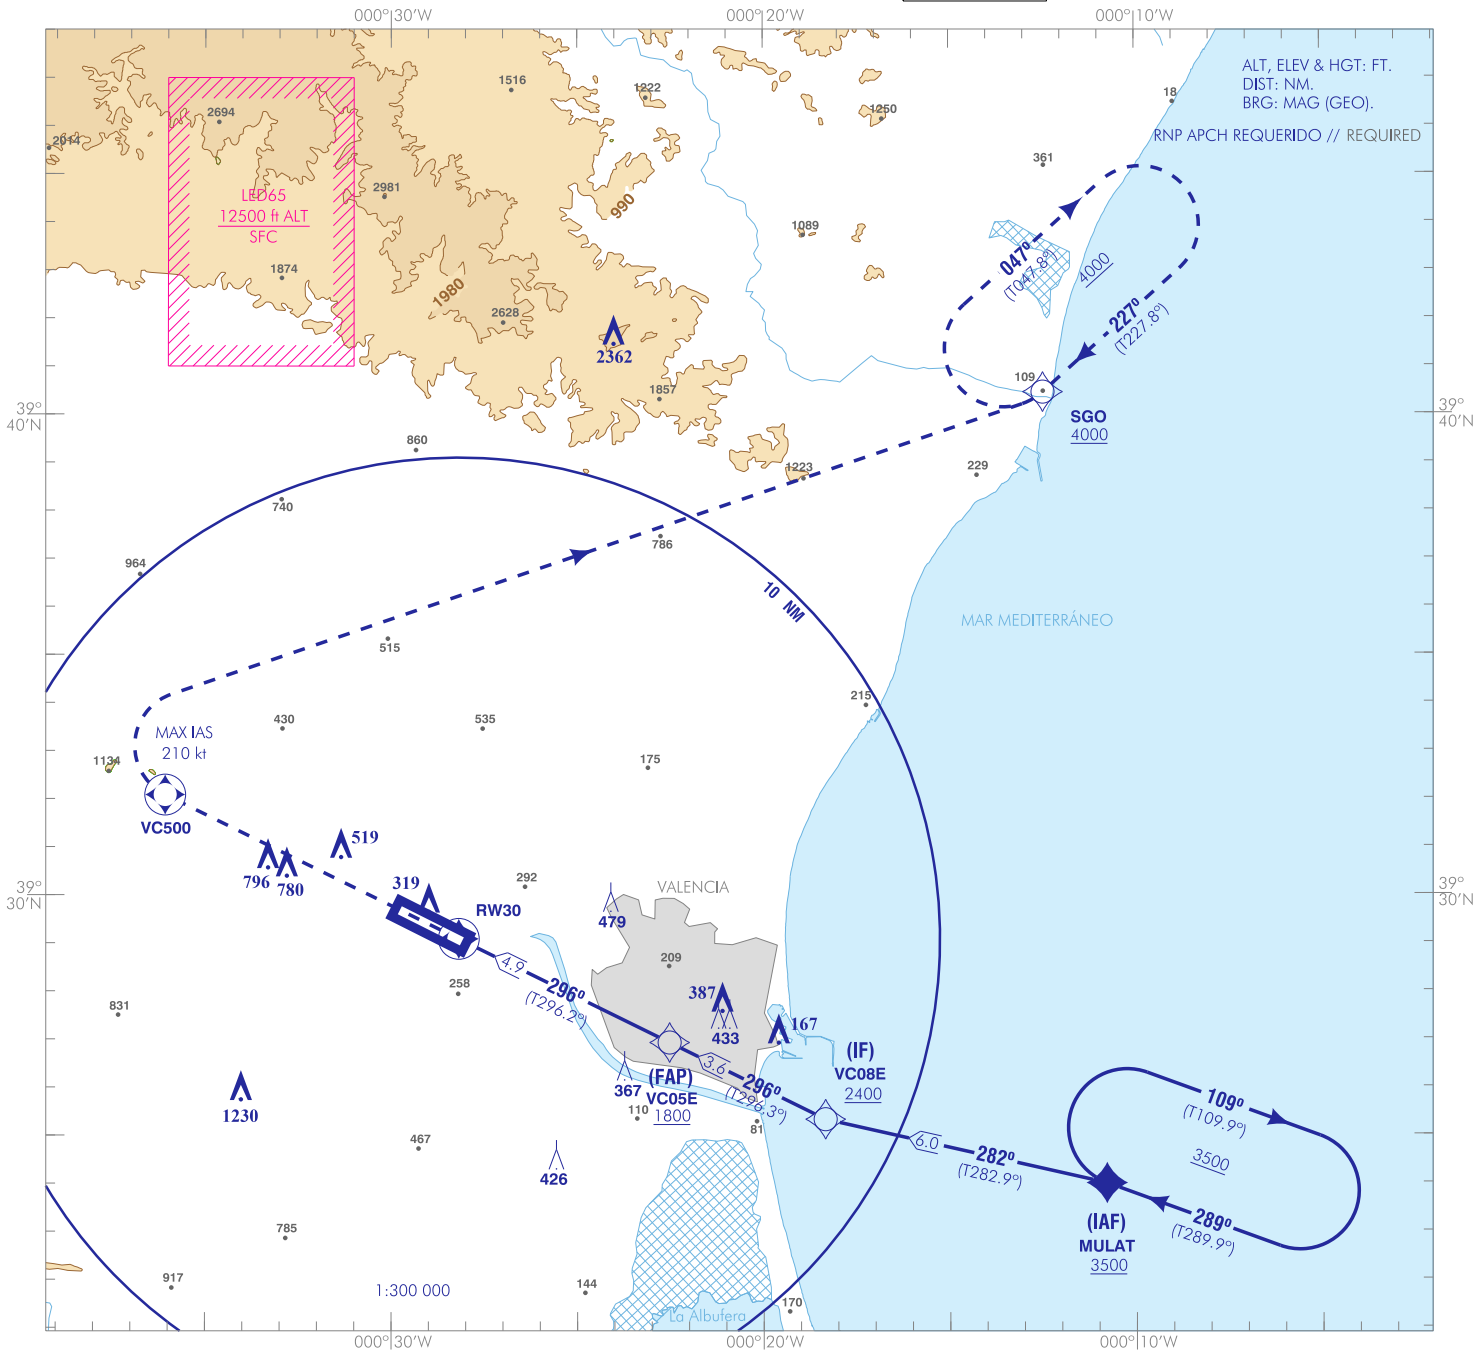 000°30'W
000°20'W
000°10'W
ALT, ELEV & HGT: FT.
DIST: NM.
BRG: MAG (GEO).
RNP APCH REQUERIDO // REQUIRED
1516
1222
1250
18
2694
2014
361
2981
LED65
12500 ft ALT
SFC
990
1089
047°
(T047.8°)
4000
227°
(T227.8°)
1874
1980
2628
2362
1857
109
SGO
4000
39°
40'N
39°
40'N
860
1223
229
740
786
964
10 NM
515
MAR MEDITERRÁNEO
215
430
535
MAX IAS
210 kt
1134
175
VC500
519
796
780
319
292
VALENCIA
39°
30'N
39°
30'N
RW30
479
4.9
296°
(T296.2°)
209
258
387
433
167
831
(IF)
VC08E
2400
3.6
296°
(T296.3°)
367
(FAP)
VC05E
1800
1230
110
81
109°
(T109.9°)
3500
467
6.0
282°
(T282.9°)
426
289°
(T289.9°)
(IAF)
MULAT
3500
785
917
1:300 000
144
170
La Albufera
000°30'W
000°20'W
000°10'W